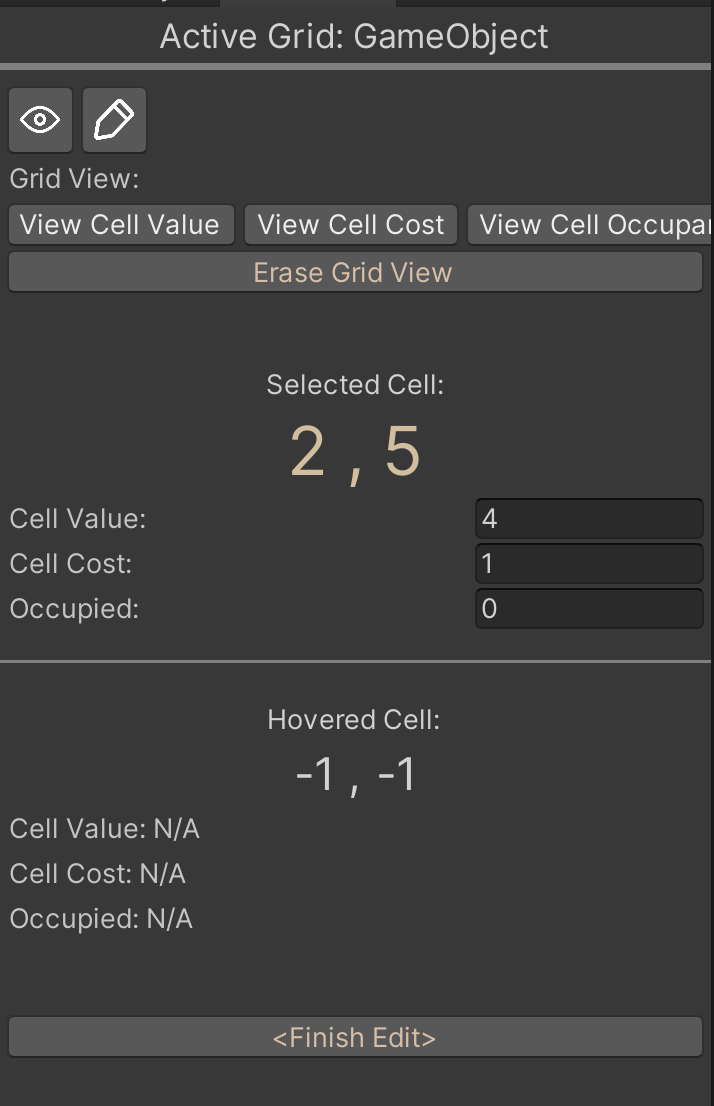 Active Grid: GameObject
Grid View:
View Cell Value View Cell Cost View Cell Occupa
Erase Grid View
Selected Cell:
2 , 5
Cell Value: 4
Cell Cost: 1
Occupied: 0
Hovered Cell:
-1 , -1
Cell Value: N/A
Cell Cost: N/A
Occupied: N/A
<Finish Edit>